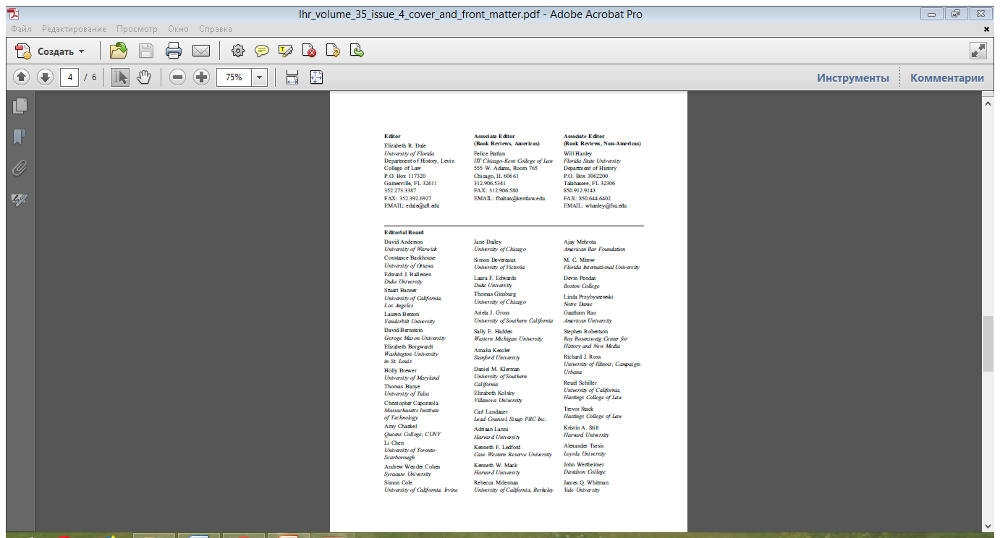 lhr_volume_35_issue_4_cover_and_front_matter.pdf - Adobe Acrobat Pro
Файл Редактирование Просмотр Окно Справка
Создать
4 / 6 75% Инструменты Комментарии
Editor
Elizabeth R. Dale
University of Florida
Department of History, Levin
College of Law
P.O. Box 117320
Gainesville, FL 32611
352.273.3387
FAX: 352.392.6927
EMAIL: edale@ufl.edu
Associate Editor
(Book Reviews, Americas)
Felice Batlan
IIT Chicago-Kent College of Law
555 W. Adams, Room 765
Chicago, IL 60661
312.906.5341
FAX: 312.906.580
EMAIL: fbaltan@kentlaw.edu
Associate Editor
(Book Reviews, Non-Americas)
Will Hanley
Florida State University
Department of History
P.O. Box 3062200
Talahassee, FL 32306
850.912.9143
FAX: 850.644.6402
EMAIL: whanley@fsu.edu
Editorial Board
David Anderson
University of Warwick
Constance Backhouse
University of Ottawa
Edward J. Balleisen
Duke University
Stuart Banner
University of California,
Los Angeles
Lauren Benton
Vanderbilt University
David Bernstein
Geroge Mason University
Elizabeth Borgwardt
Washington University
in St. Louis
Holly Brewer
University of Maryland
Thomas Buoye
University of Tulsa
Christopher Capozzola
Massachusetts Institute
of Technology
Amy Chazkel
Queens College, CUNY
Li Chen
University of Toronto-
Scarborough
Andrew Wender Cohen
Syracuse University
Simon Cole
University of California, Irvine
Jane Dailey
University of Chicago
Simon Devereaux
University of Victoria
Laura F. Edwards
Duke University
Thomas Ginsburg
University of Chicago
Ariela J. Gross
University of Southern California
Sally E. Hadden
Western Michigan University
Amalia Kessler
Stanford University
Daniel M. Klerman
University of Southern
California
Elizabeth Kolsky
Villanova University
Carl Landauer
Lead Counsel, Sixup PBC Inc.
Adriaan Lanni
Harvard University
Kenneth F. Ledford
Case Western Reserve University
Kenneth W. Mack
Harvard University
Rebecca Mclennan
University of California, Berkeley
Ajay Mehrota
American Bar Foundation
M. C. Mirow
Florida International University
Devin Pendas
Boston College
Linda Przybyszewski
Notre Dame
Gautham Rao
American University
Stephen Robertson
Roy Rosenzweig Center for
History and New Media
Richard J. Ross
University of Illinois, Campaign-
Urbana
Reuel Schiller
University of California,
Hastings College of Law
Trevor Stack
Hastings College of Law
Kristin A. Stilt
Harvard University
Alexander Tsesis
Loyola University
John Wertheimer
Davidson College
James Q. Whitman
Yale University